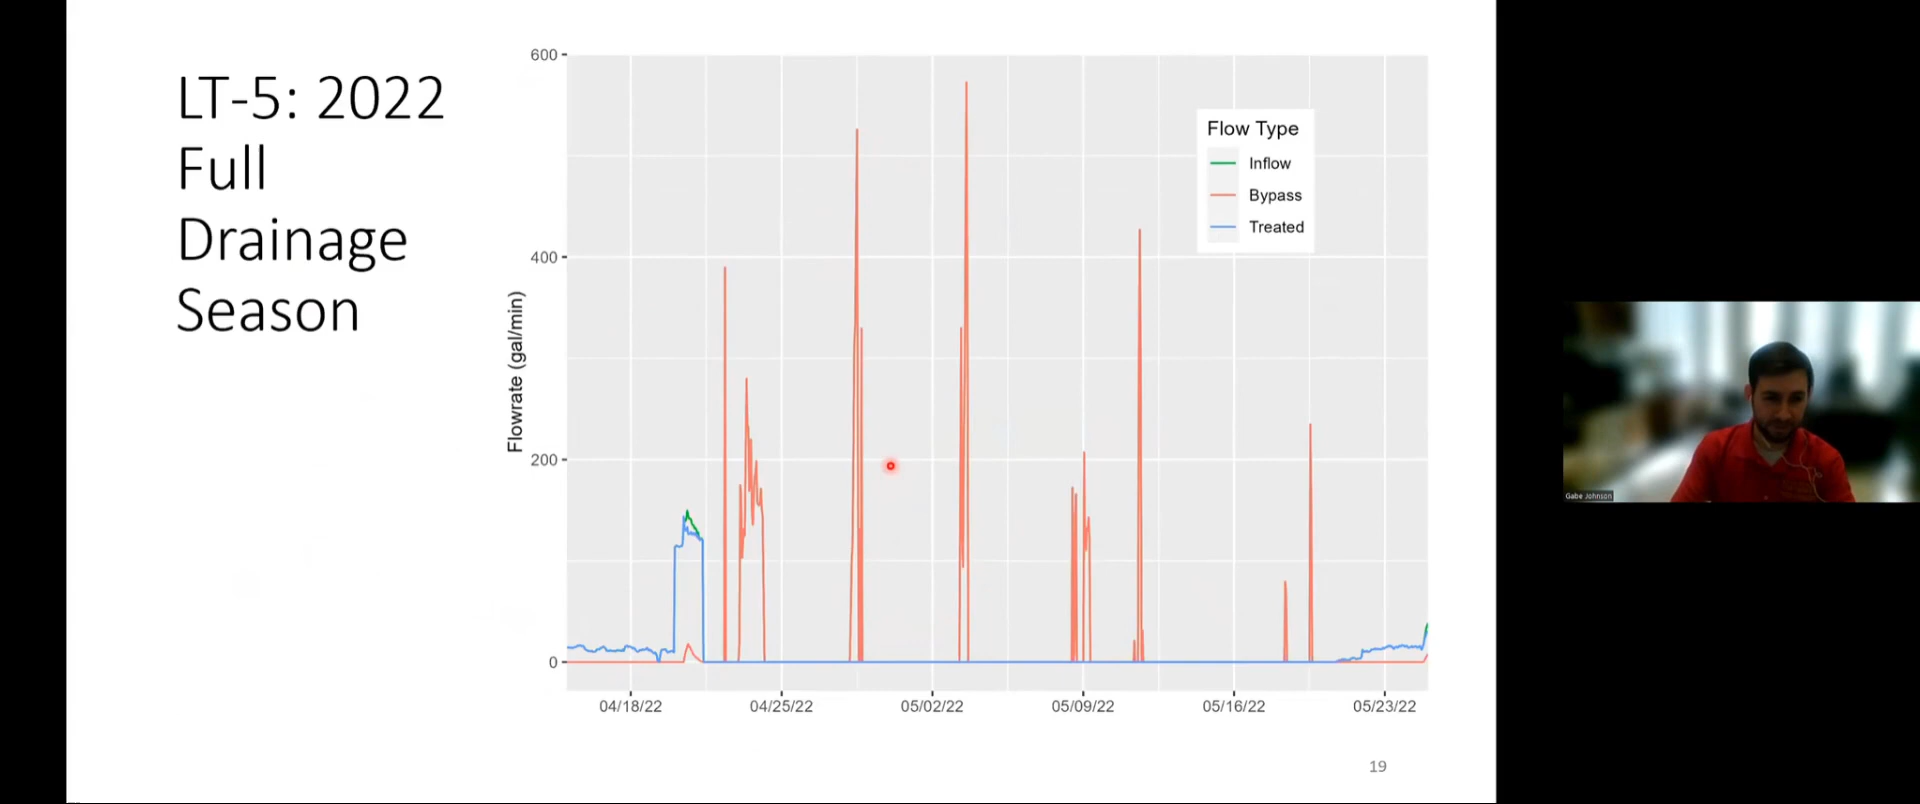 LT-5: 2022
Full
Drainage
Season
Flowrate (gal/min)
600
400
200
0
Flow Type
Inflow
Bypass
Treated
04/18/22
04/25/22
05/02/22
05/09/22
05/16/22
05/23/22
19
Gabe Johnson